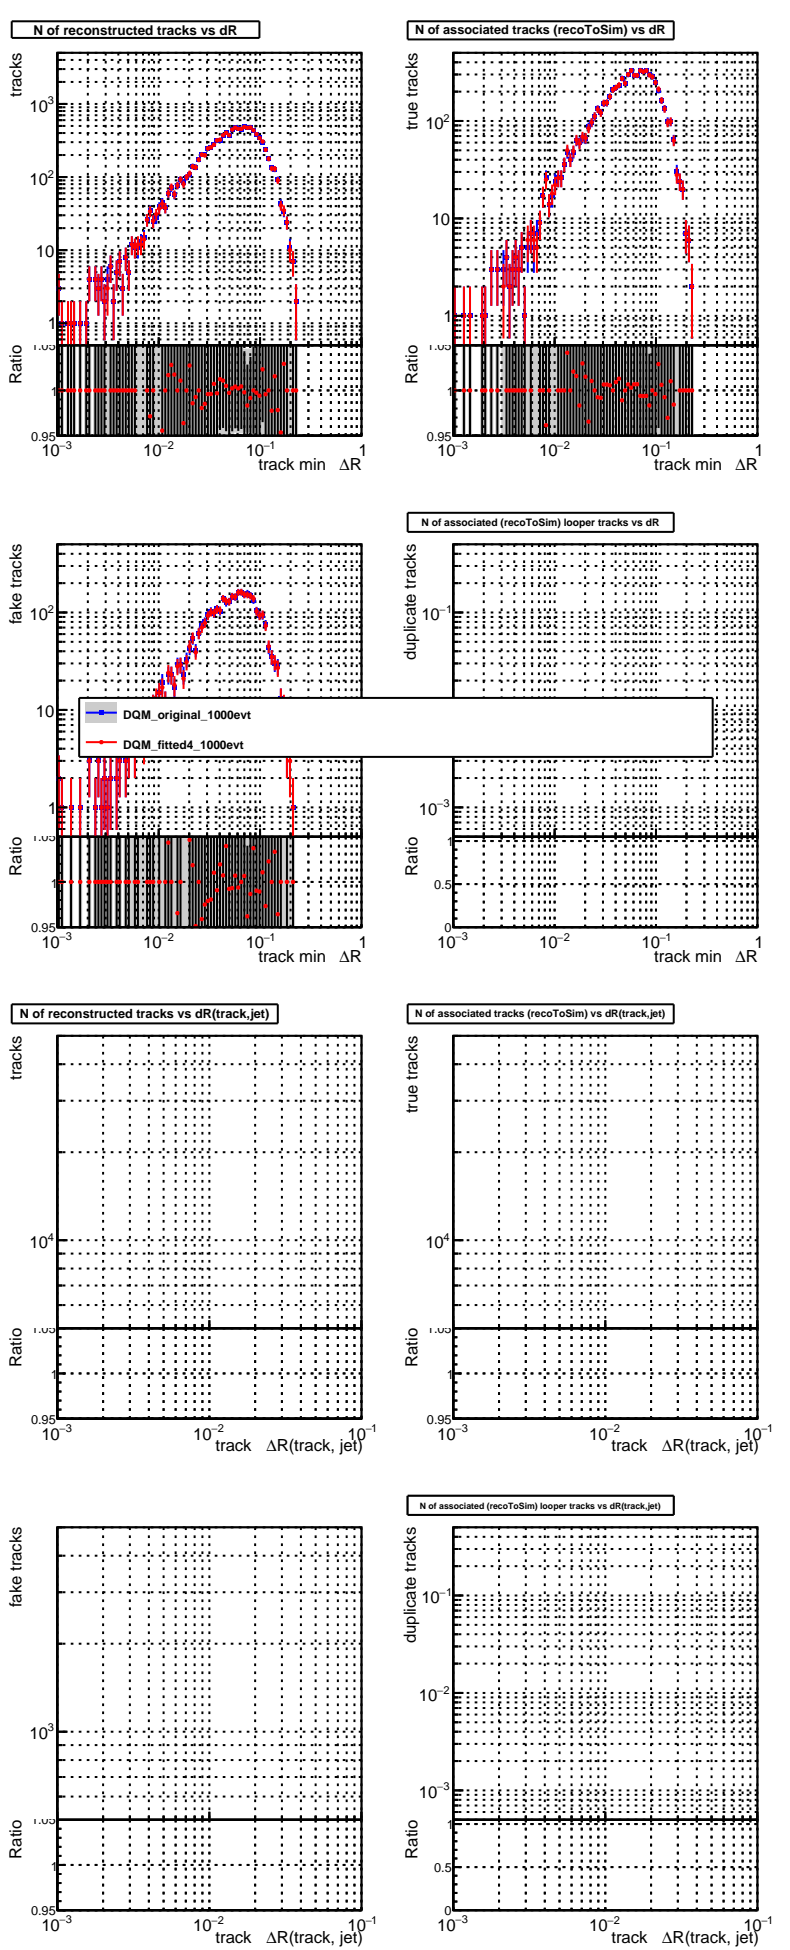 N of reconstructed tracks vs dR
tracks
10³
10²
10
1
Ratio
1.05
1
0.95
10⁻³ 10⁻² 10⁻¹ 1
track min ΔR
N of associated tracks (recoToSim) vs dR
true tracks
10²
10
1
Ratio
1.05
1
0.95
10⁻³ 10⁻² 10⁻¹ 1
track min ΔR
fake tracks
10²
10
1
Ratio
1.05
1
0.95
10⁻³ 10⁻² 10⁻¹ 1
track min ΔR
N of associated (recoToSim) looper tracks vs dR
duplicate tracks
10⁻¹
10⁻³
Ratio
1
0.5
0
10⁻³ 10⁻² 10⁻¹ 1
track min ΔR
DQM_original_1000evt
DQM_fitted4_1000evt
N of reconstructed tracks vs dR(track,jet)
tracks
10⁴
Ratio
1.05
1
0.95
10⁻³ 10⁻² 10⁻¹
track ΔR(track, jet)
N of associated tracks (recoToSim) vs dR(track,jet)
true tracks
10⁴
Ratio
1.05
1
0.95
10⁻³ 10⁻² 10⁻¹
track ΔR(track, jet)
fake tracks
10³
Ratio
1.05
1
0.95
10⁻³ 10⁻² 10⁻¹
track ΔR(track, jet)
N of associated (recoToSim) looper tracks vs dR(track,jet)
duplicate tracks
10⁻¹
10⁻²
10⁻³
Ratio
1
0.5
0
10⁻³ 10⁻² 10⁻¹
track ΔR(track, jet)